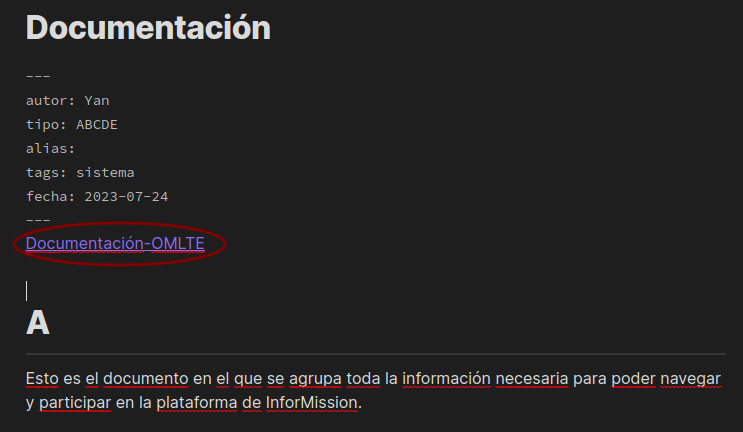 Documentación
---
autor: Yan
tipo: ABCDE
alias:
tags: sistema
fecha: 2023-07-24
---
Documentación-OMLTE
A
Esto es el documento en el que se agrupa toda la información necesaria para poder navegar
y participar en la plataforma de InforMission.